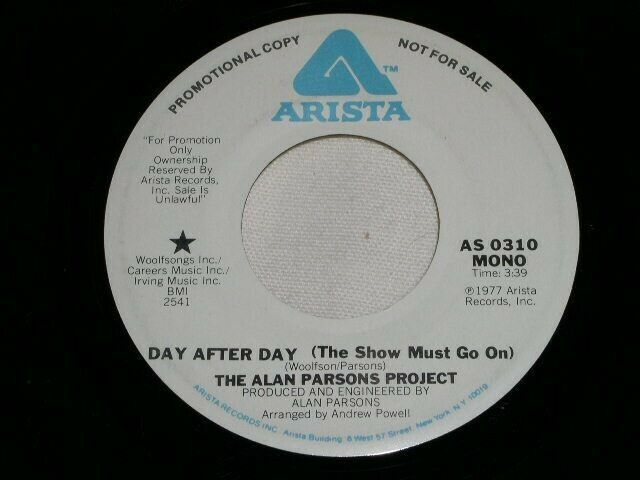 PROMOTIONAL COPY
NOT FOR SALE
TM
ARISTA
"For Promotion
Only
Ownership
Reserved By
Arista Records,
Inc. Sale Is
Unlawful"
Woolfsongs Inc./
Careers Music Inc./
Irving Music Inc.
BMI
2541
AS 0310
MONO
Time: 3:39
℗1977 Arista
Records, Inc.
DAY AFTER DAY (The Show Must Go On)
(Woolfson/Parsons)
THE ALAN PARSONS PROJECT
PRODUCED AND ENGINEERED BY
ALAN PARSONS
Arranged by Andrew Powell
ARISTA RECORDS INC. Arista Building, 6 West 57 Street, New York, N.Y. 10019